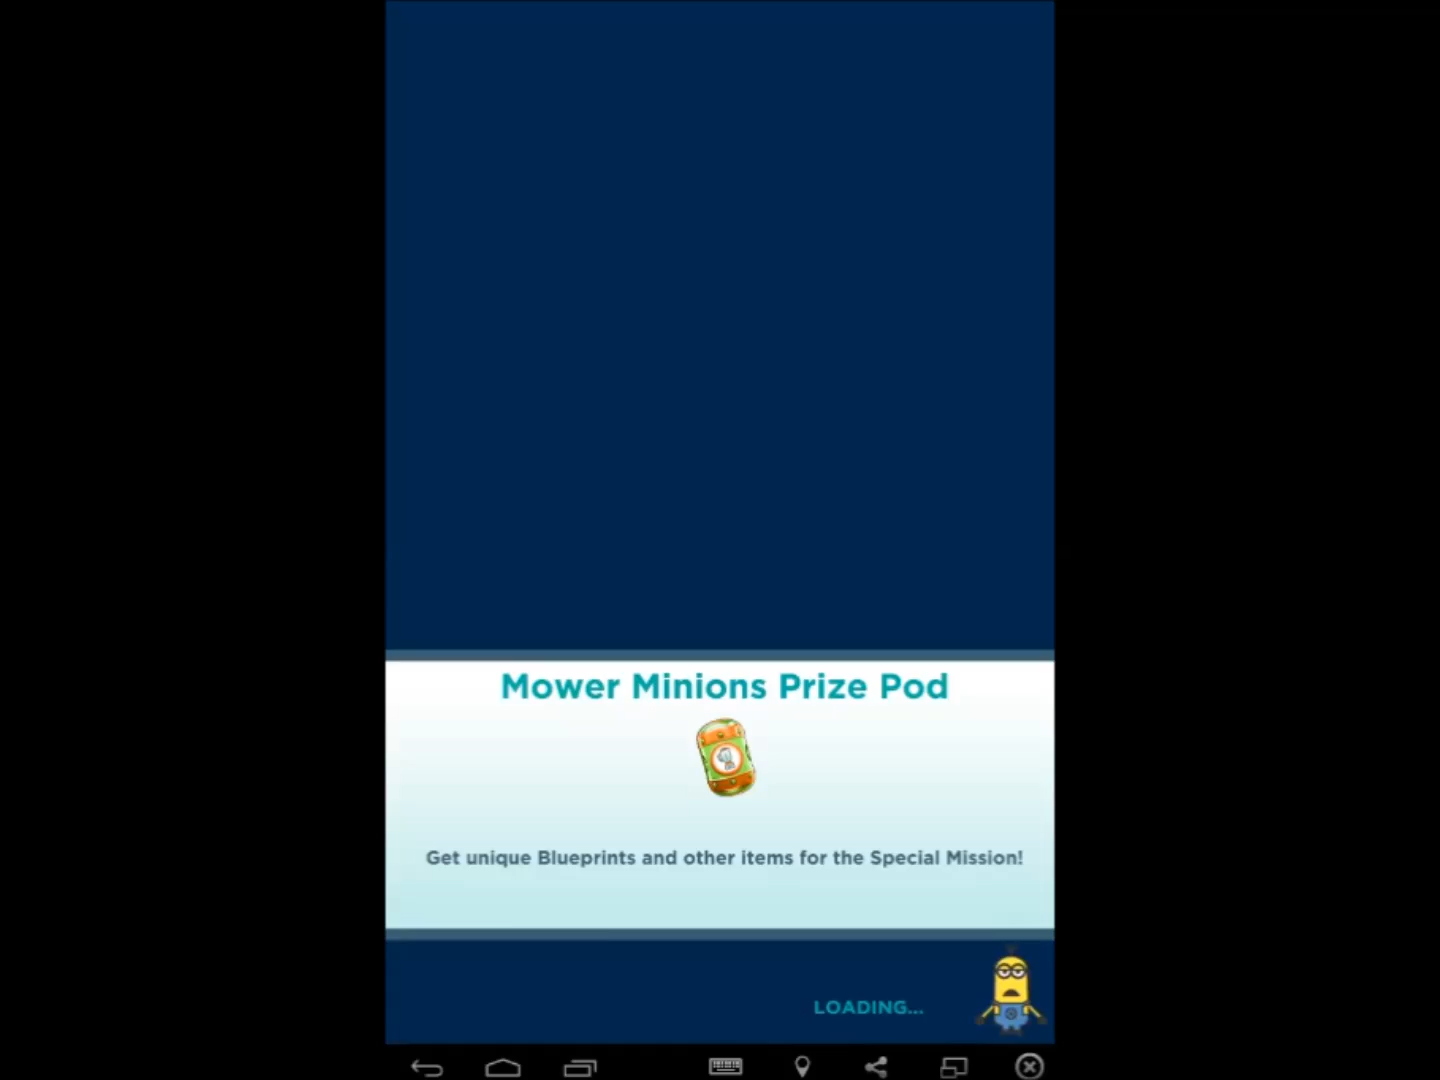 Mower Minions Prize Pod
Get unique Blueprints and other items for the Special Mission!
LOADING...